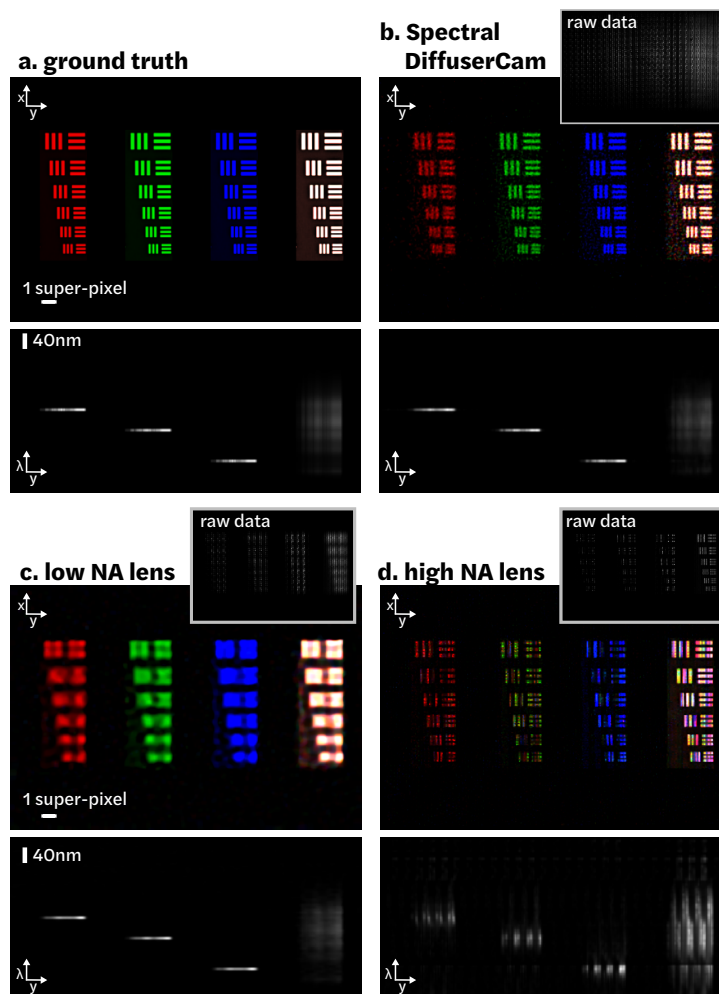 a. ground truth
x
y
1 super-pixel
40nm
λ
y
b. Spectral
DiffuserCam
raw data
x
y
λ
y
c. low NA lens
raw data
x
y
1 super-pixel
40nm
λ
y
d. high NA lens
raw data
x
y
λ
y